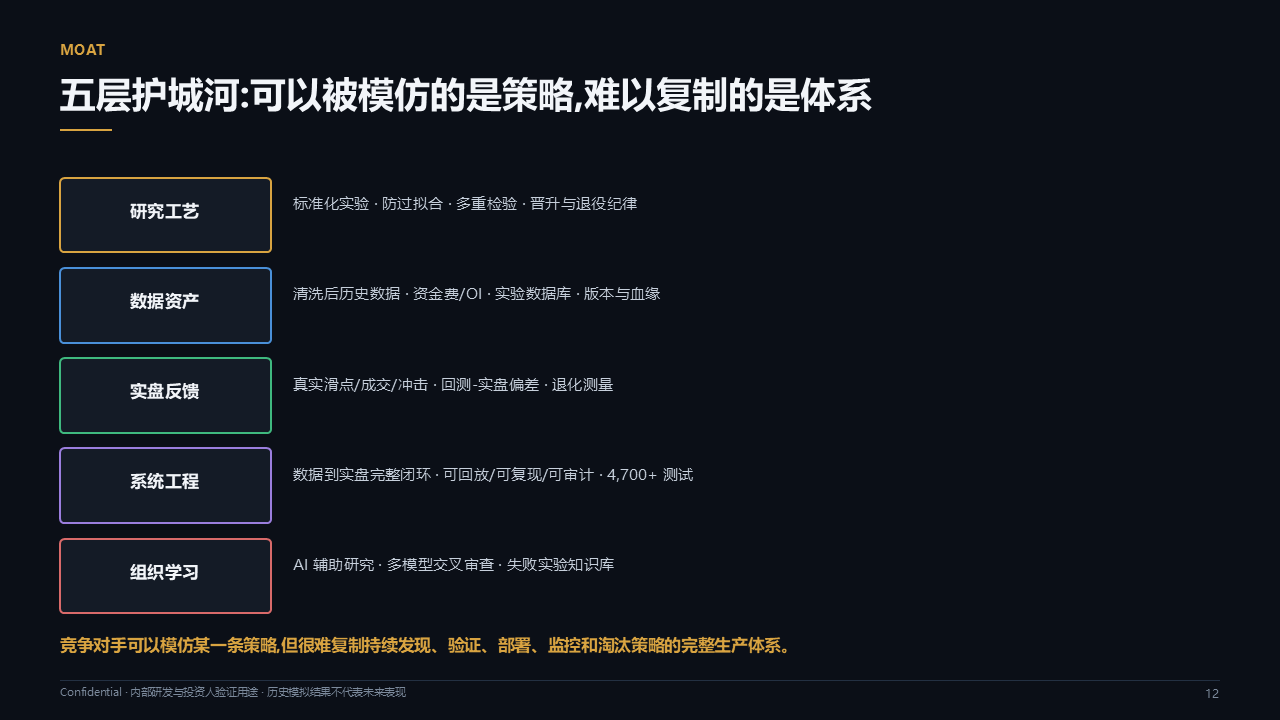 MOAT
五层护城河:可以被模仿的是策略,难以复制的是体系
研究工艺
标准化实验 · 防过拟合 · 多重检验 · 晋升与退役纪律
数据资产
清洗后历史数据 · 资金费/OI · 实验数据库 · 版本与血缘
实盘反馈
真实滑点/成交/冲击 · 回测-实盘偏差 · 退化测量
系统工程
数据到实盘完整闭环 · 可回放/可复现/可审计 · 4,700+ 测试
组织学习
AI 辅助研究 · 多模型交叉审查 · 失败实验知识库
竞争对手可以模仿某一条策略,但很难复制持续发现、验证、部署、监控和淘汰策略的完整生产体系。
Confidential · 内部研发与投资人验证用途 · 历史模拟结果不代表未来表现
12